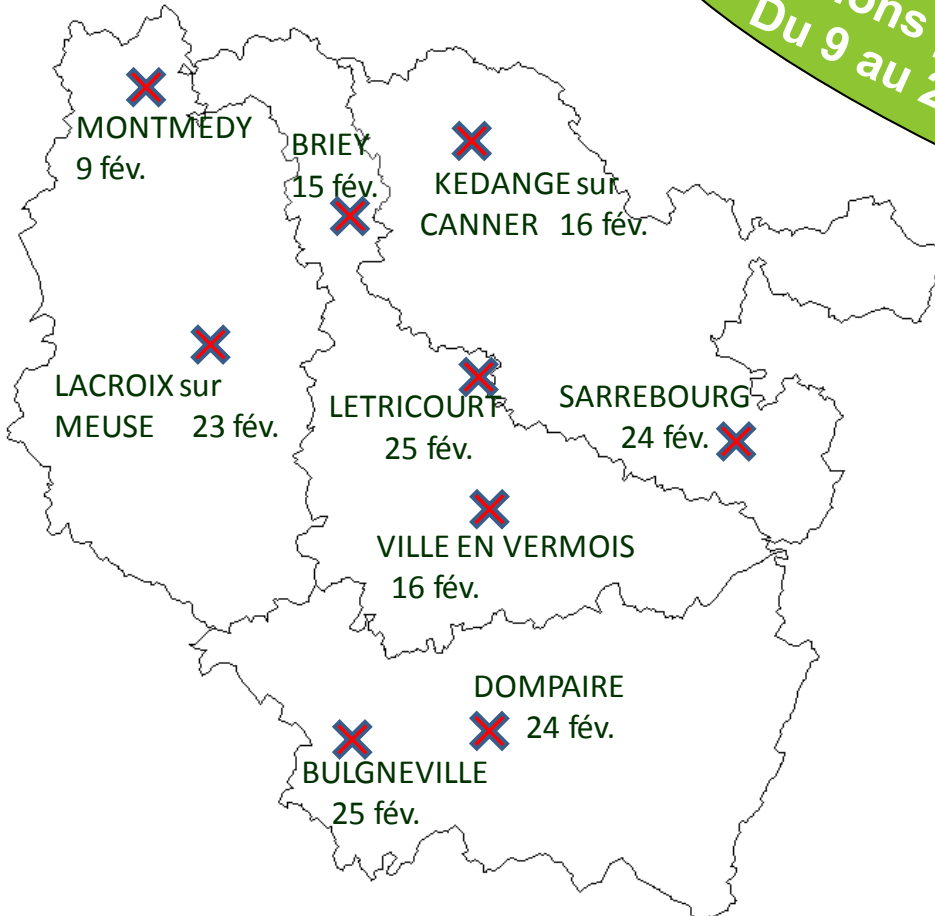 Du 9 au
MONTMEDY
9 fév.
BRIEY
15 fév.
KEDANGE sur
CANNER 16 fév.
LACROIX sur
MEUSE 23 fév.
LETRICOURT
25 fév.
SARREBOURG
24 fév.
VILLE EN VERMOIS
16 fév.
DOMPAIRE
24 fév.
BULGNEVILLE
25 fév.